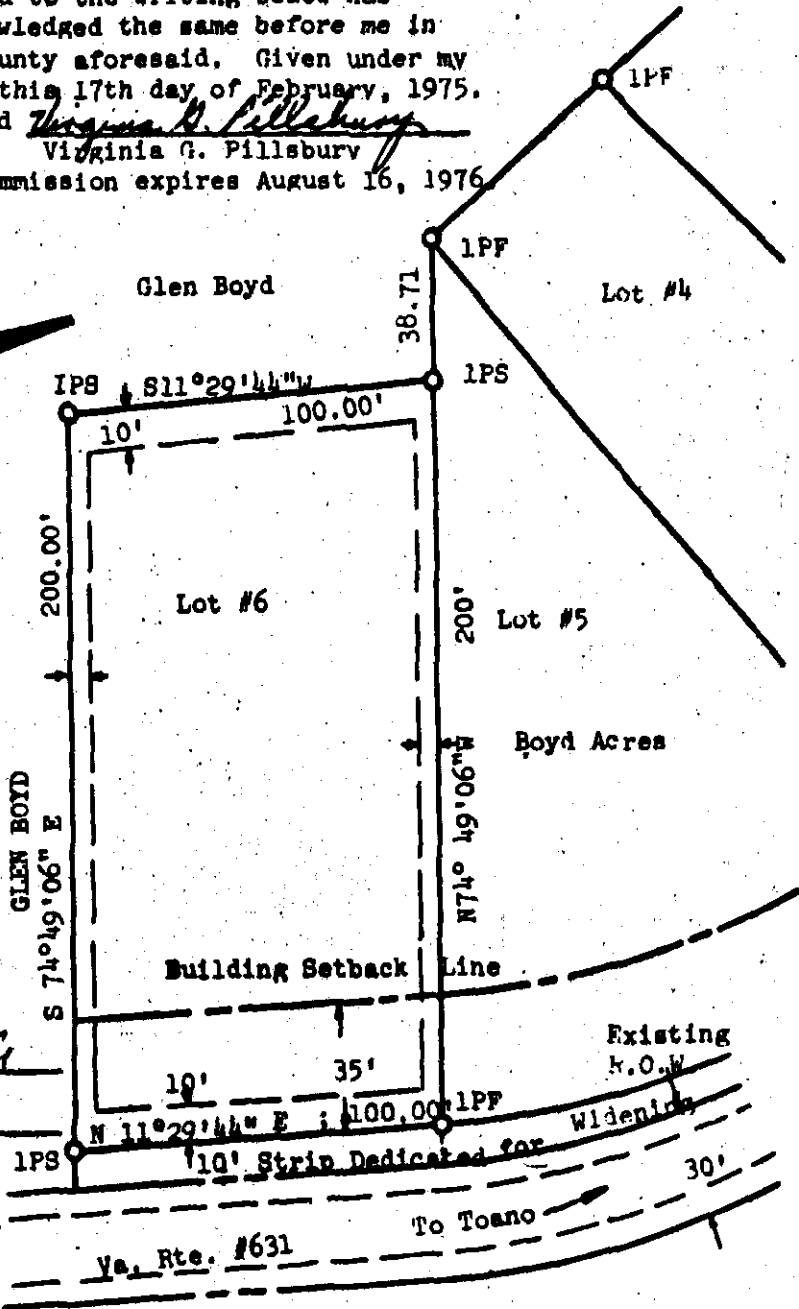 wledged the same before me in
unty aforesaid. Given under my
this 17th day of February, 1975.
d Virginia G. Pillsbury
Virginia G. Pillsbury
mmission expires August 16, 1976
1PF
1PF
Glen Boyd
38.71
Lot #4
IPS
S11°29'44"W
1PS
100.00'
10'
200.00'
Lot #6
200'
Lot #5
Boyd Acres
GLEN BOYD
S 74°49'06" E
N74° 49'06"W
Building Setback Line
Existing
R.O.W
10'
35'
N 11°29'44" E
100.00'
1PF
Widening
1PS
10' Strip Dedicated for
30'
To Toano
Va. Rte. #631